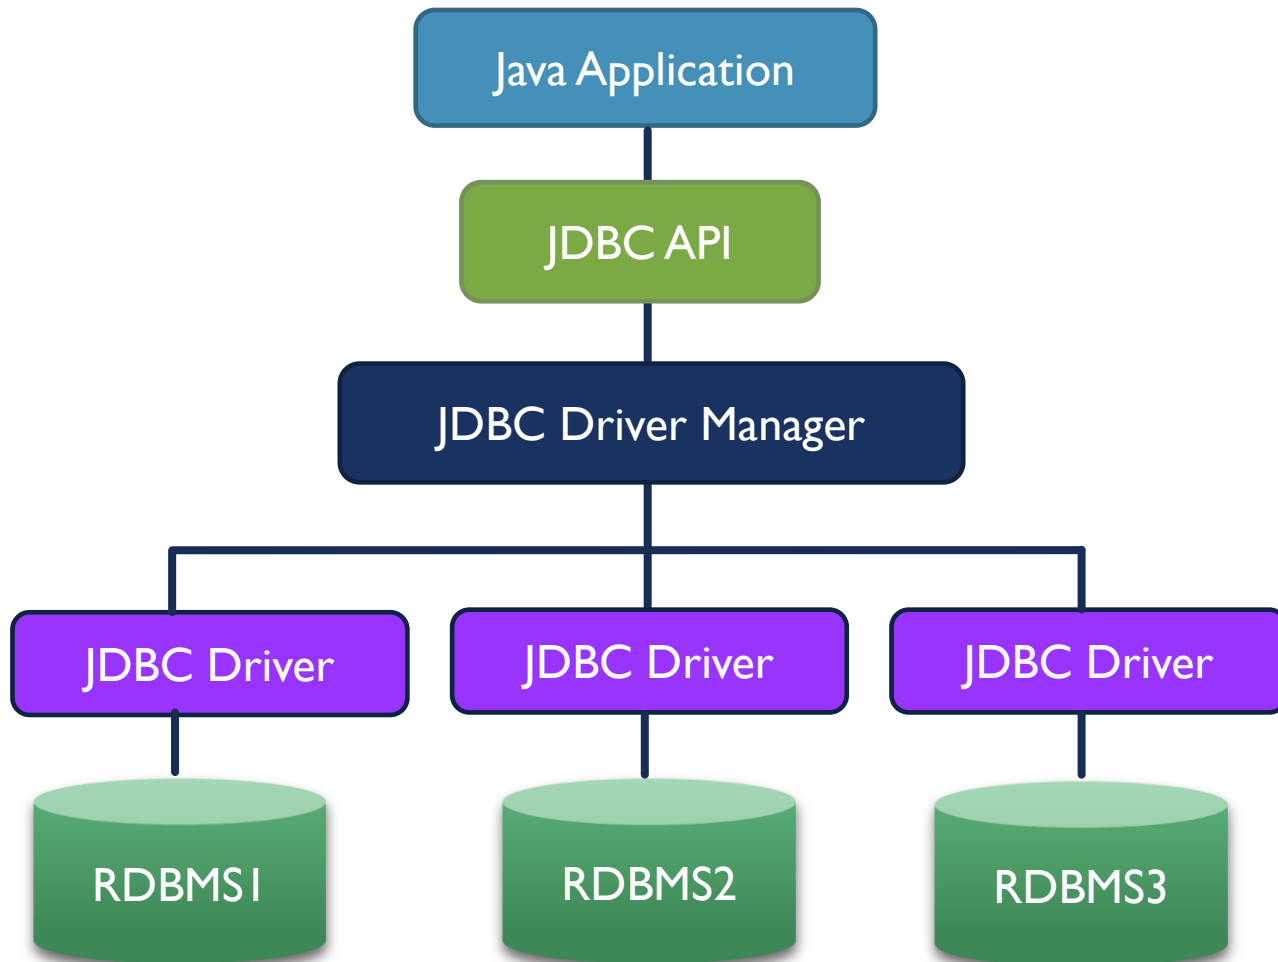 Java Application
JDBC API
JDBC Driver Manager
JDBC Driver
JDBC Driver
JDBC Driver
RDBMS1
RDBMS2
RDBMS3